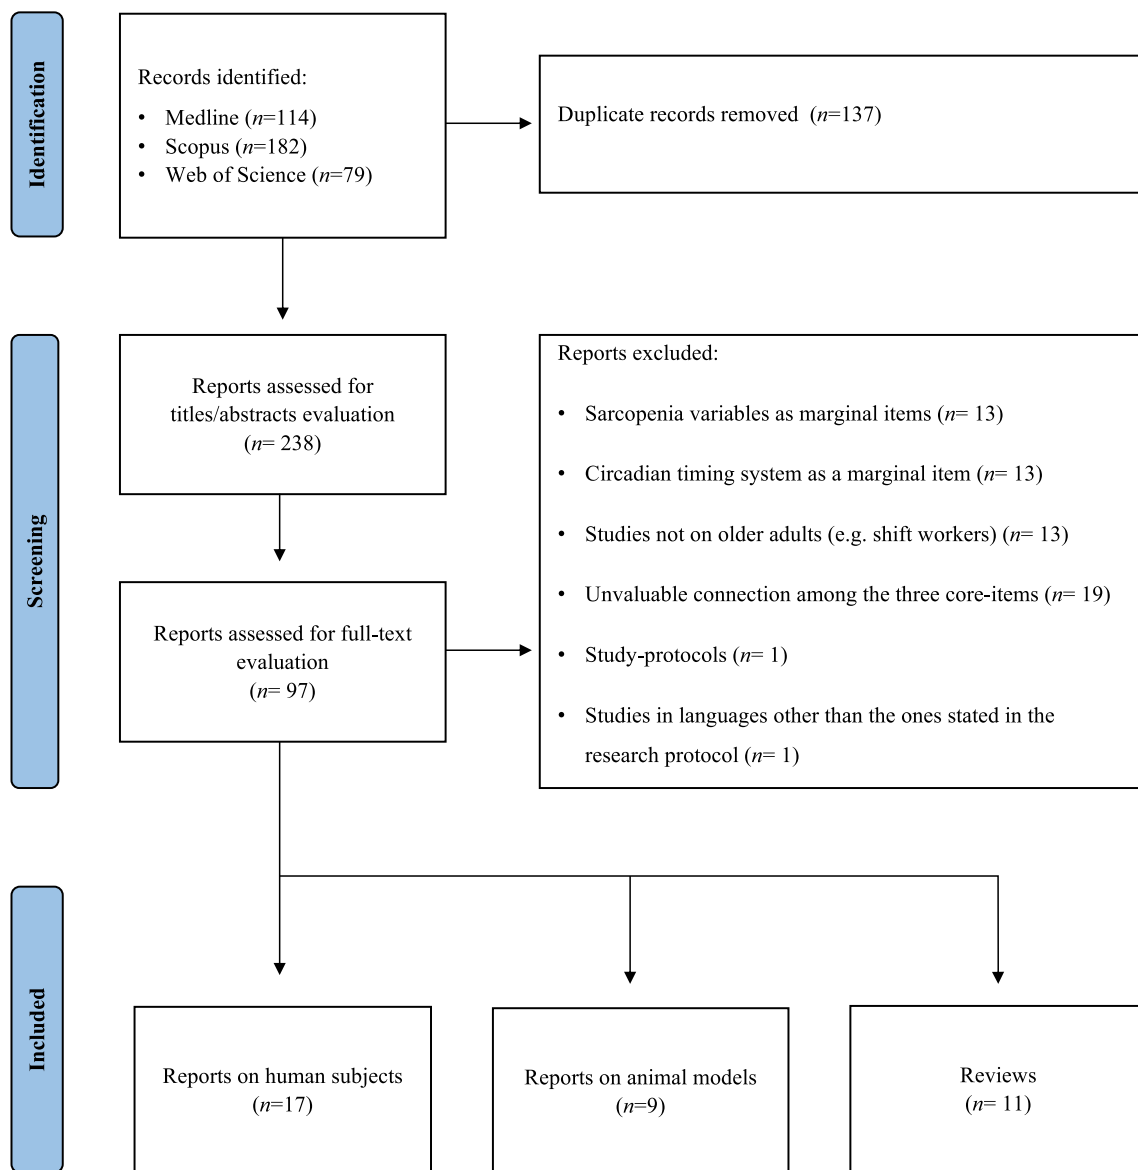 Identification
Records identified:
• Medline (n=114)
• Scopus (n=182)
• Web of Science (n=79)
Duplicate records removed (n=137)
Screening
Reports assessed for
titles/abstracts evaluation
(n= 238)
Reports assessed for full-text
evaluation
(n= 97)
Reports excluded:
• Sarcopenia variables as marginal items (n= 13)
• Circadian timing system as a marginal item (n= 13)
• Studies not on older adults (e.g. shift workers) (n= 13)
• Unvaluable connection among the three core-items (n= 19)
• Study-protocols (n= 1)
• Studies in languages other than the ones stated in the
research protocol (n= 1)
Included
Reports on human subjects
(n=17)
Reports on animal models
(n=9)
Reviews
(n= 11)